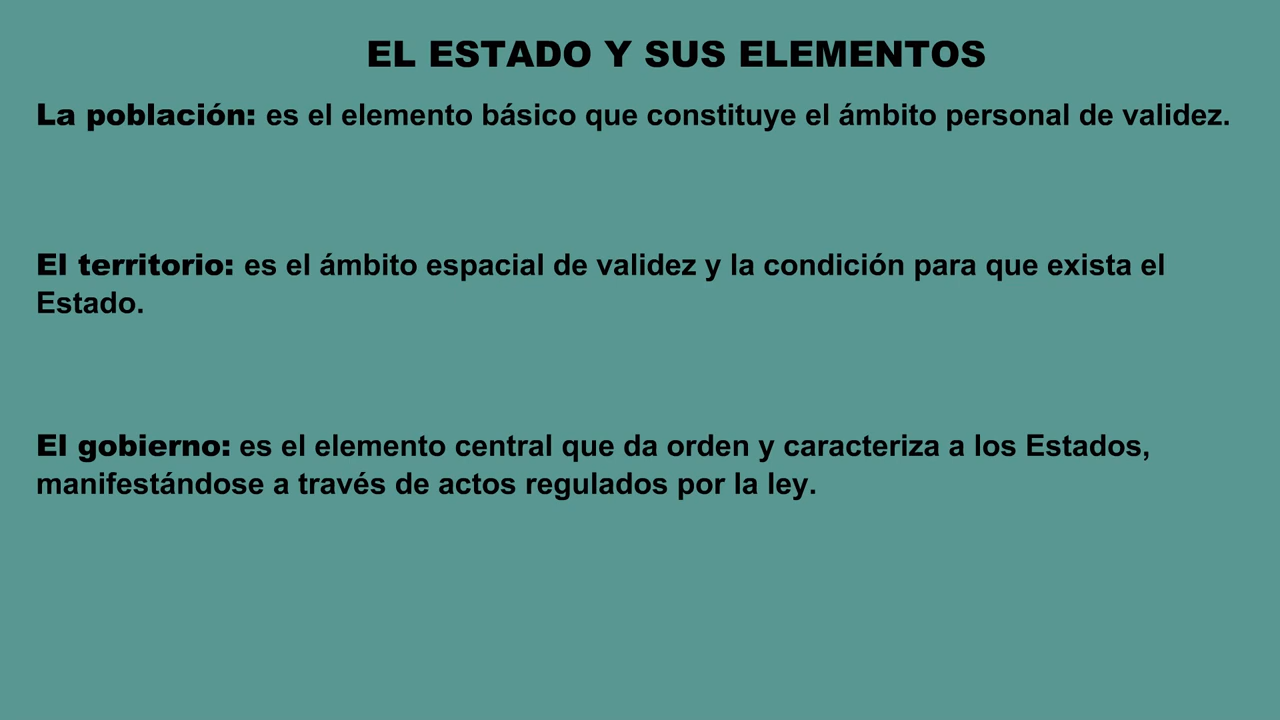 EL ESTADO Y SUS ELEMENTOS
La población: es el elemento básico que constituye el ámbito personal de validez.
El territorio: es el ámbito espacial de validez y la condición para que exista el
Estado.
El gobierno: es el elemento central que da orden y caracteriza a los Estados,
manifestándose a través de actos regulados por la ley.